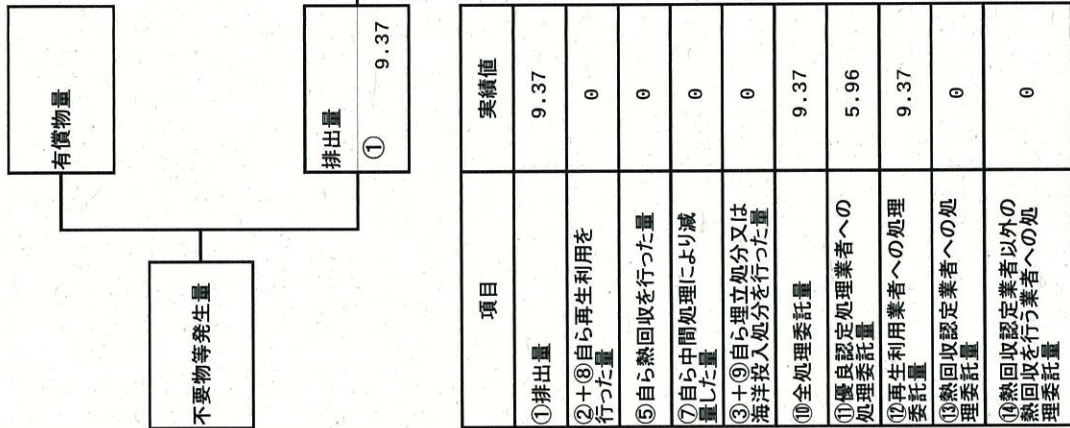 不要物等発生量
有償物量
排出量
①
9.37
項目
実績値
①排出量
9.37
②+⑧自ら再生利用を
行った量
0
⑤自ら熱回収を行った量
0
⑦自ら中間処理により減
量した量
0
③+⑨自ら埋立処分又は
海洋投入処分を行った量
0
⑩全処理委託量
9.37
⑪優良認定処理業者への
処理委託量
5.96
⑫再生利用業者への処理
委託量
9.37
⑬熱回収認定業者への処
理委託量
0
⑭熱回収認定業者以外の
熱回収を行う業者への処
理委託量
0